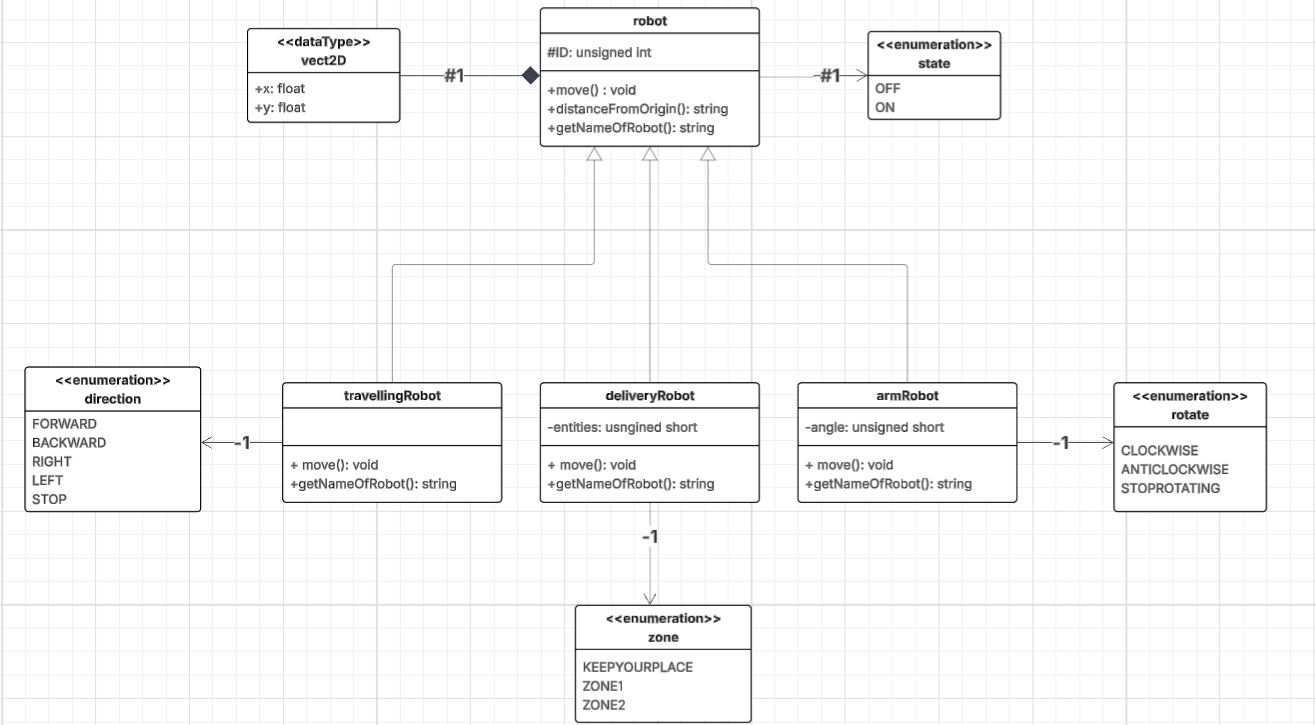 <<dataType>>
vect2D
+x: float
+y: float
#1
robot
#ID: unsigned int
+move() : void
+distanceFromOrigin(): string
+getNameOfRobot(): string
#1
<<enumeration>>
state
OFF
ON
<<enumeration>>
direction
FORWARD
BACKWARD
RIGHT
LEFT
STOP
-1
travellingRobot
+ move(): void
+getNameOfRobot(): string
deliveryRobot
-entities: usngined short
+ move(): void
+getNameOfRobot(): string
armRobot
-angle: unsigned short
+ move(): void
+getNameOfRobot(): string
-1
<<enumeration>>
rotate
CLOCKWISE
ANTICLOCKWISE
STOPROTATING
-1
<<enumeration>>
zone
KEEPYOURPLACE
ZONE1
ZONE2